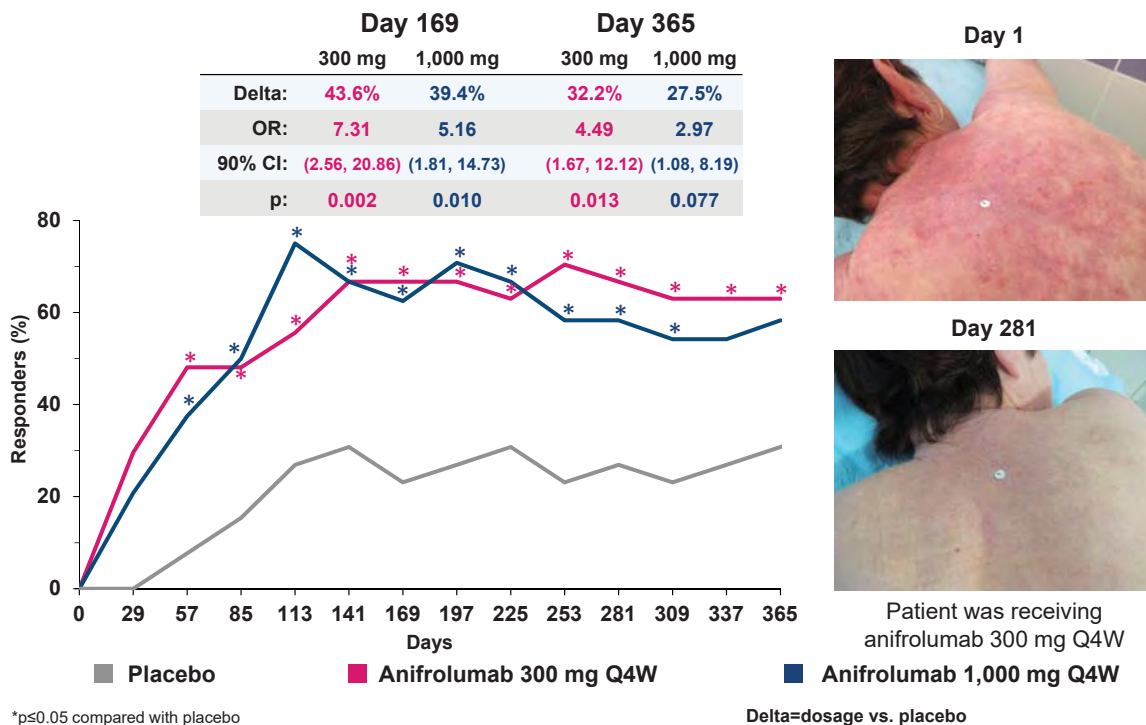 Day 169 Day 365
300 mg 1,000 mg 300 mg 1,000 mg
Delta: 43.6% 39.4% 32.2% 27.5%
OR: 7.31 5.16 4.49 2.97
90% CI: (2.56, 20.86) (1.81, 14.73) (1.67, 12.12) (1.08, 8.19)
p: 0.002 0.010 0.013 0.077
Responders (%)
80
60
40
20
0
* * * * * * * * * * * *
* * * * * * * * * *
0 29 57 85 113 141 169 197 225 253 281 309 337 365
Days
Placebo Anifrolumab 300 mg Q4W Anifrolumab 1,000 mg Q4W
*p≤0.05 compared with placebo
Delta=dosage vs. placebo
Day 1
Day 281
Patient was receiving
anifrolumab 300 mg Q4W